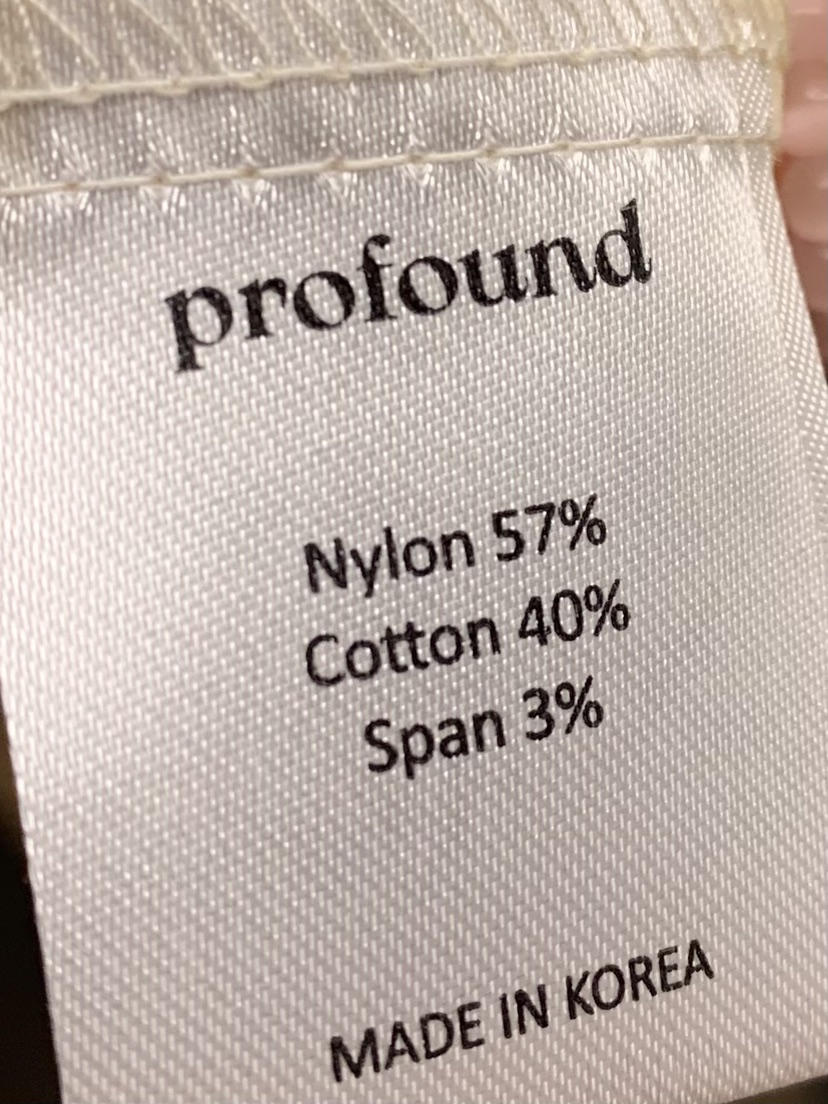 profound
Nylon 57%
Cotton 40%
Span 3%
MADE IN KOREA